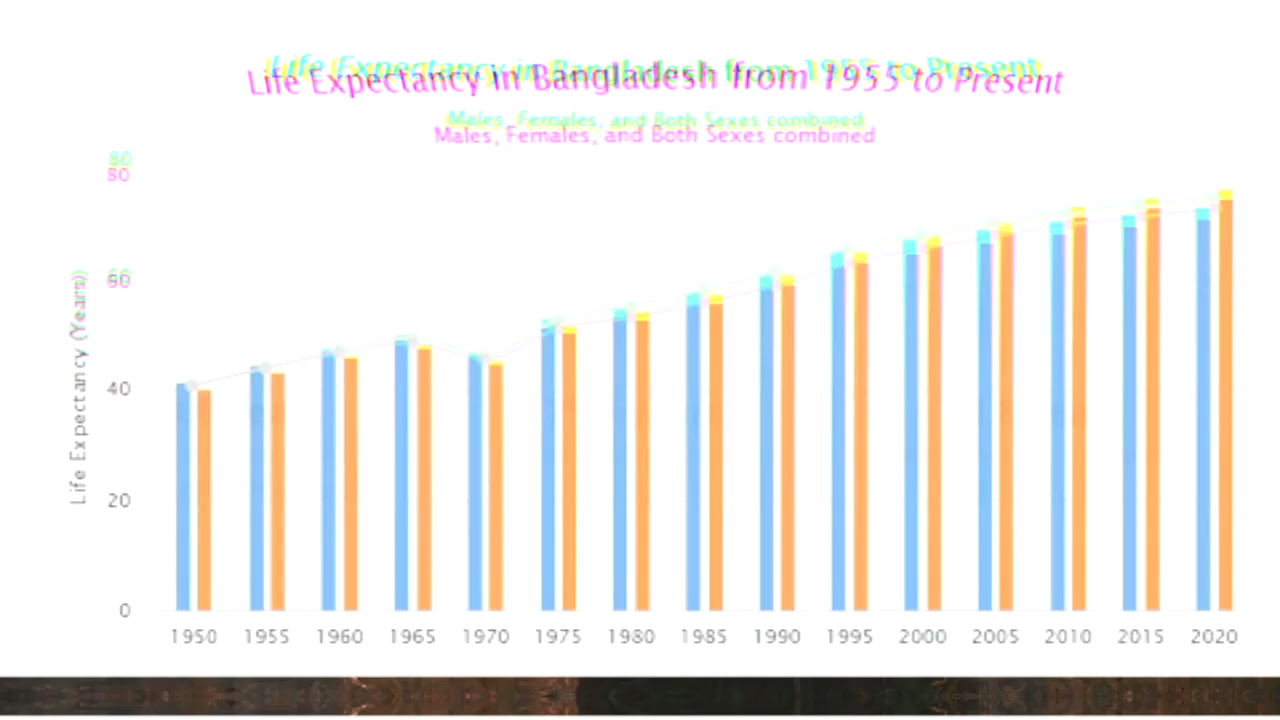 Life Expectancy in Bangladesh from 1955 to Present
Males, Females, and Both Sexes combined
80
60
40
20
0
Life Expectancy (Years)
1950 1955 1960 1965 1970 1975 1980 1985 1990 1995 2000 2005 2010 2015 2020